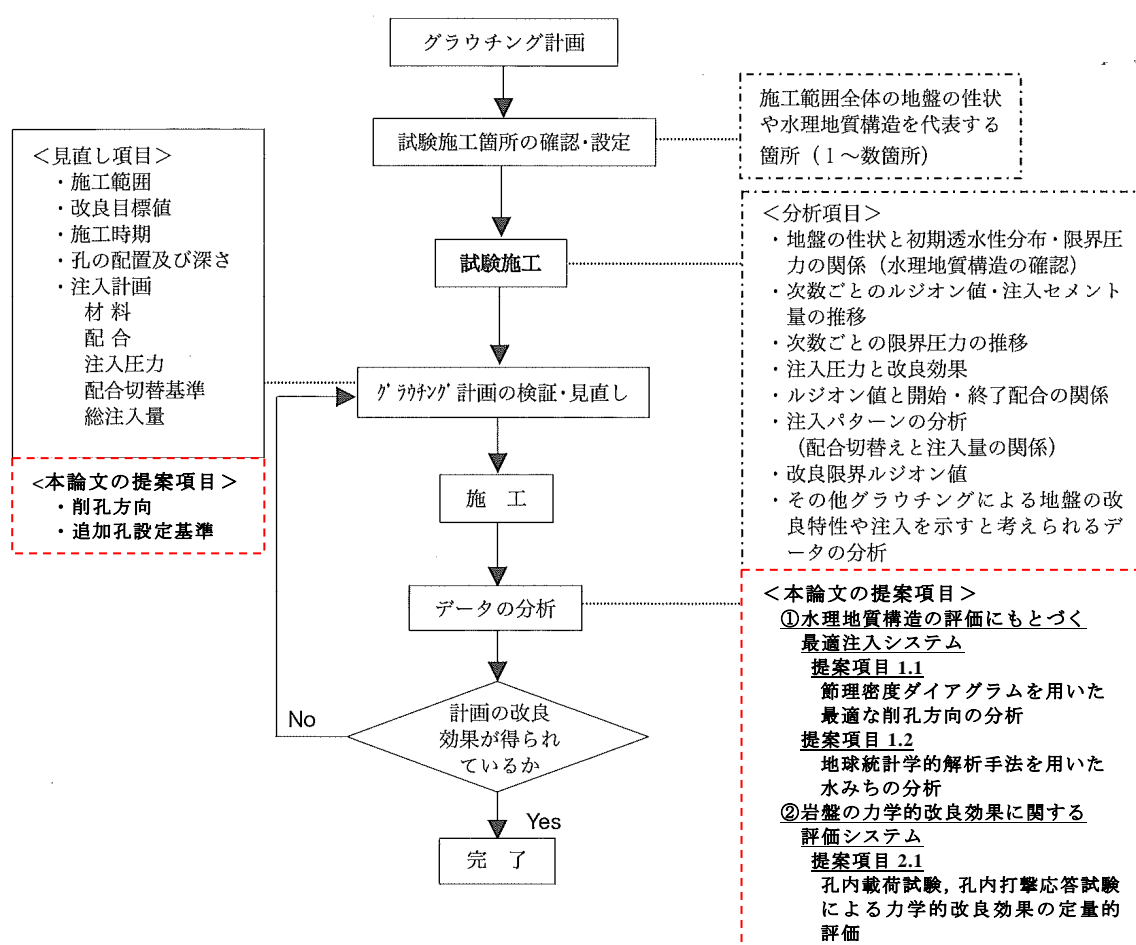 グラウチング計画
試験施工箇所の確認・設定
施工範囲全体の地盤の性状
や水理地質構造を代表する
箇所（１～数箇所）
＜見直し項目＞
・施工範囲
・改良目標値
・施工時期
・孔の配置及び深さ
・注入計画
材 料
配 合
注入圧力
配合切替基準
総注入量
<本論文の提案項目＞
・削孔方向
・追加孔設定基準
試験施工
＜分析項目＞
・地盤の性状と初期透水性分布・限界圧
力の関係（水理地質構造の確認）
・次数ごとのルジオン値・注入セメント
量の推移
・次数ごとの限界圧力の推移
・注入圧力と改良効果
・ルジオン値と開始・終了配合の関係
・注入パターンの分析
（配合切替えと注入量の関係）
・改良限界ルジオン値
・その他グラウチングによる地盤の改
良特性や注入を示すと考えられるデ
ータの分析
ｸﾞﾗｳﾁﾝｸﾞ計画の検証・見直し
施 工
データの分析
＜本論文の提案項目＞
①水理地質構造の評価にもとづく
最適注入システム
提案項目 1.1
節理密度ダイアグラムを用いた
最適な削孔方向の分析
提案項目 1.2
地球統計学的解析手法を用いた
水みちの分析
②岩盤の力学的改良効果に関する
評価システム
提案項目 2.1
孔内載荷試験，孔内打撃応答試験
による力学的改良効果の定量的
評価
計画の改良
効果が得られ
ているか
No
Yes
完 了